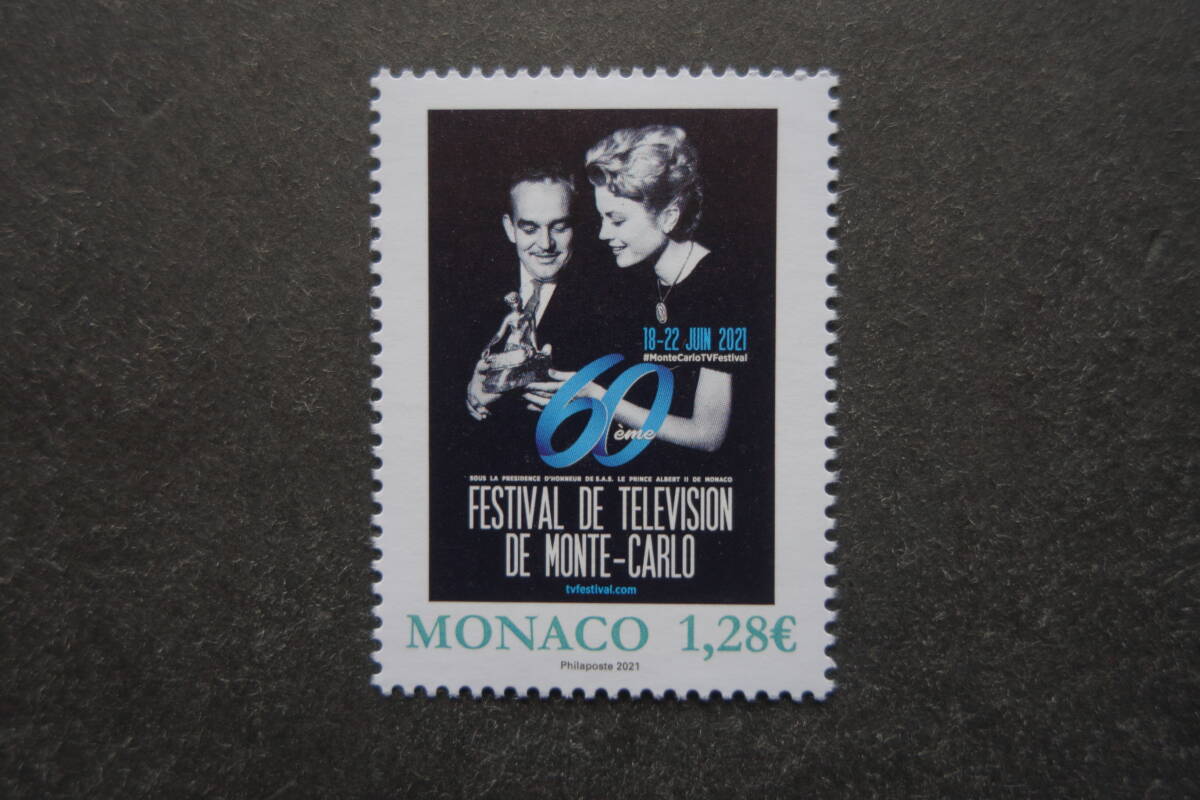 18-22 JUIN 2021
#MonteCarloTVFestival
60ème
SOUS LA PRESIDENCE D'HONNEUR DE S.A.S. LE PRINCE ALBERT II DE MONACO
FESTIVAL DE TELEVISION
DE MONTE-CARLO
tvfestival.com
MONACO 1,28€
Philaposte 2021